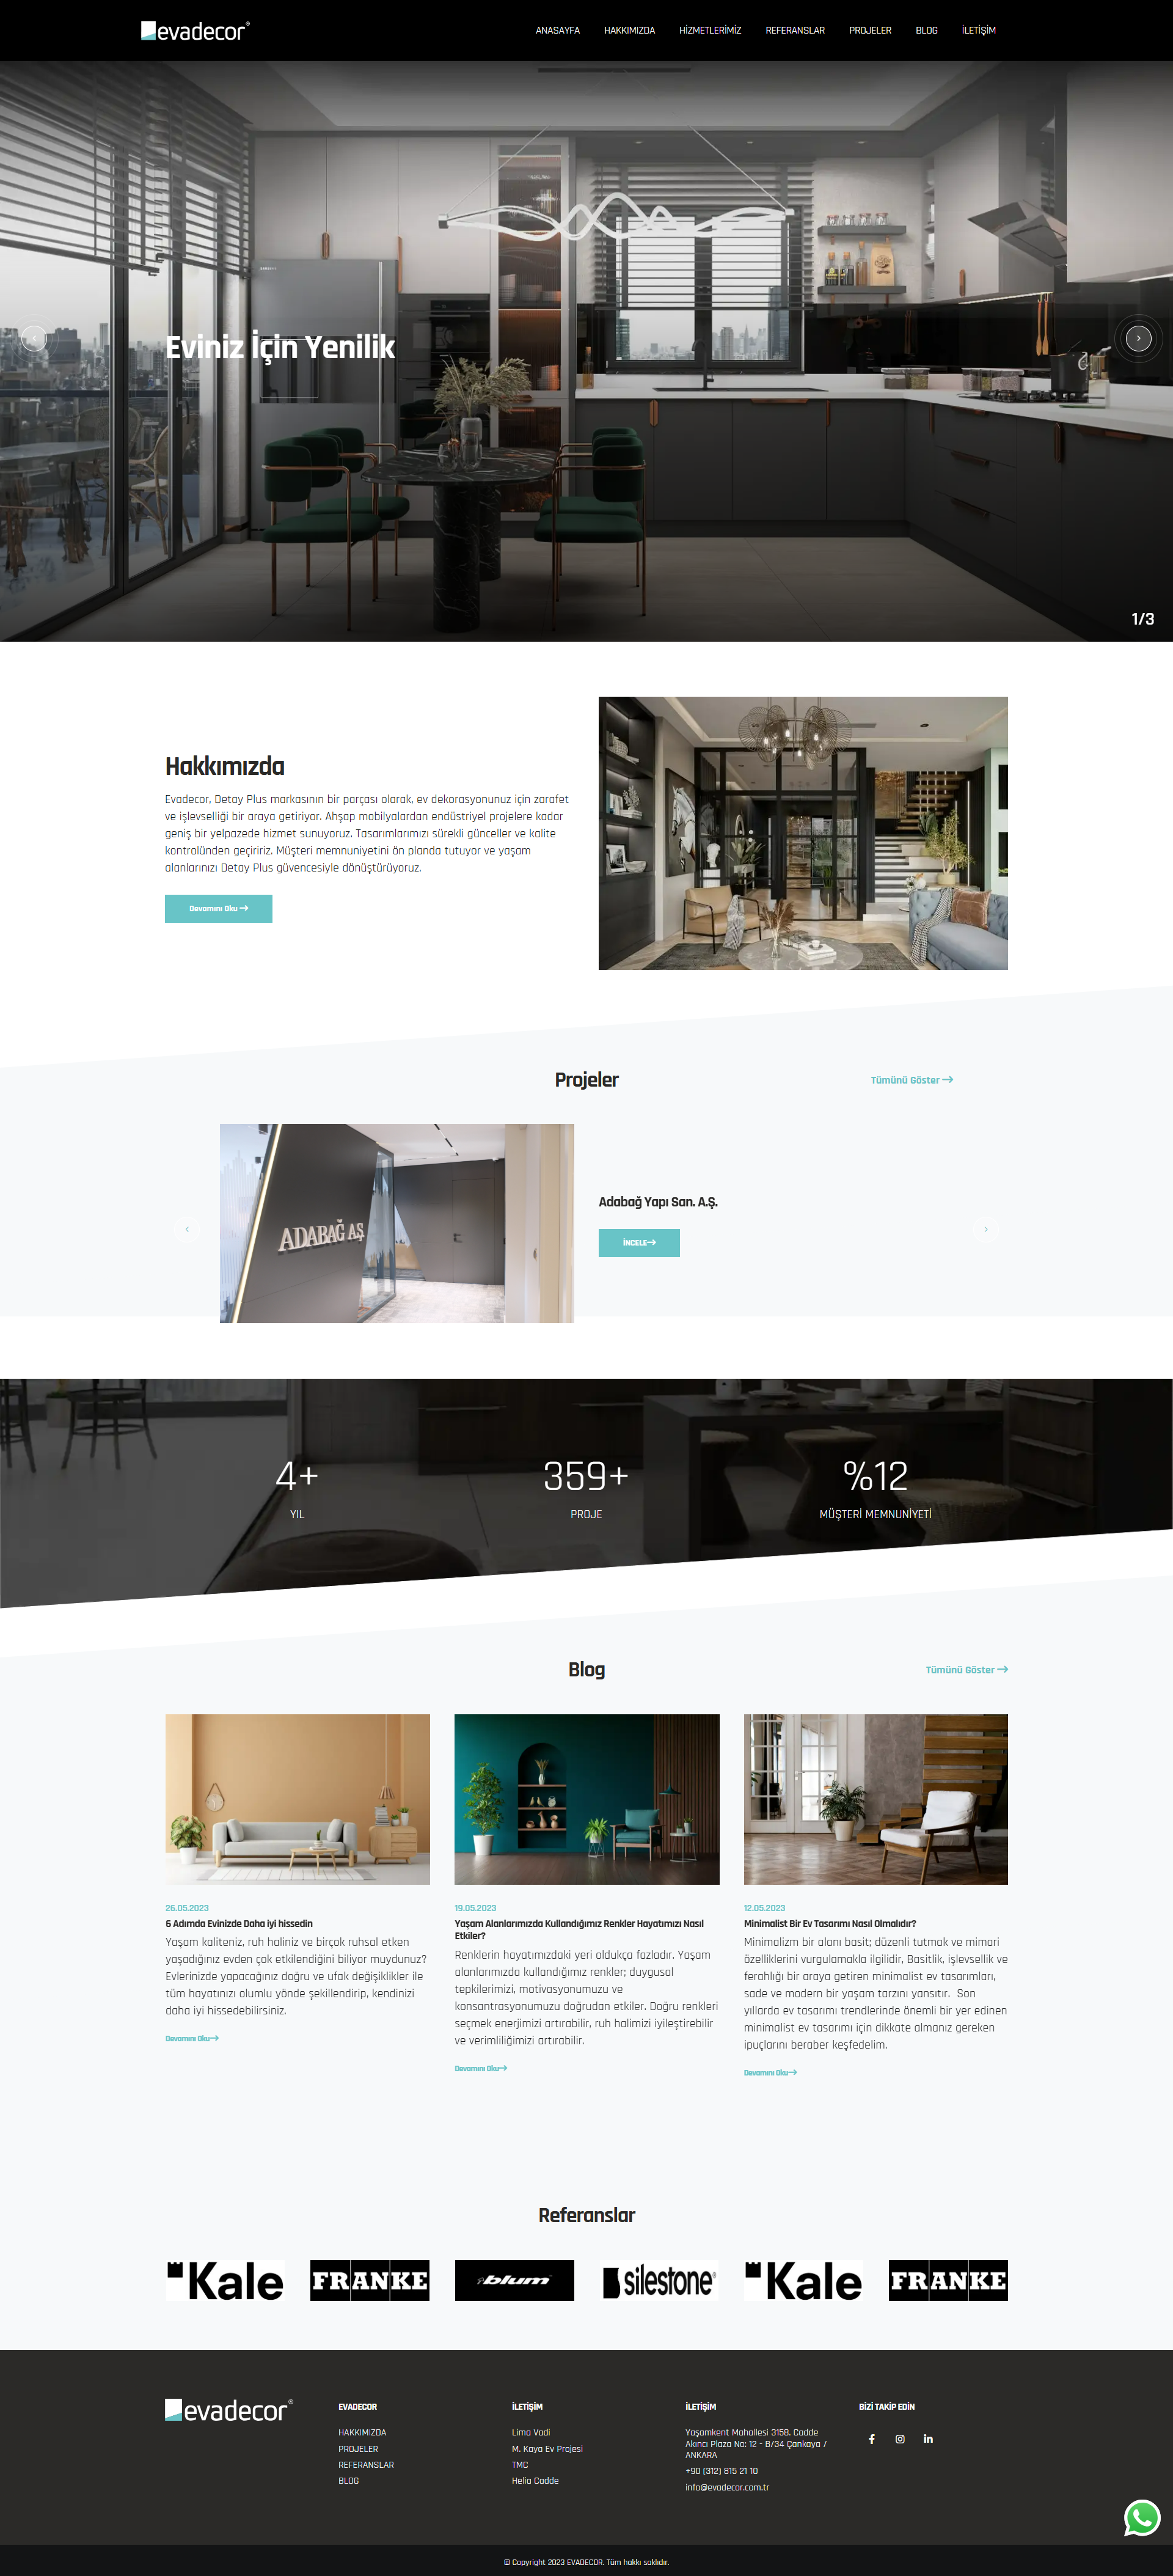 evadecor®
ANASAYFA HAKKIMIZDA HİZMETLERİMİZ REFERANSLAR PROJELER BLOG İLETİŞİM
Eviniz İçin Yenilik
1/3
Hakkımızda
Evadecor, Detay Plus markasının bir parçası olarak, ev dekorasyonunuz için zarafet
ve işlevselliği bir araya getiriyor. Ahşap mobilyalardan endüstriyel projelere kadar
geniş bir yelpazede hizmet sunuyoruz. Tasarımlarımızı sürekli günceller ve kalite
kontrolünden geçiririz. Müşteri memnuniyetini ön planda tutuyor ve yaşam
alanlarınızı Detay Plus güvencesiyle dönüştürüyoruz.
Devamını Oku
Projeler
Tümünü Göster
ADABAĞ AŞ
Adabağ Yapı San. A.Ş.
İNCELE
4+
YIL
359+
PROJE
%12
MÜŞTERİ MEMNUNİYETİ
Blog
Tümünü Göster
26.05.2023
6 Adımda Evinizde Daha iyi hissedin
Yaşam kaliteniz, ruh haliniz ve birçok ruhsal etken
yaşadığınız evden çok etkilendiğini biliyor muydunuz?
Evlerinizde yapacağınız doğru ve ufak değişiklikler ile
tüm hayatınızı olumlu yönde şekillendirip, kendinizi
daha iyi hissedebilirsiniz.
Devamını Oku
19.05.2023
Yaşam Alanlarımızda Kullandığımız Renkler Hayatımızı Nasıl
Etkiler?
Renklerin hayatımızdaki yeri oldukça fazladır. Yaşam
alanlarımızda kullandığımız renkler; duygusal
tepkilerimizi, motivasyonumuzu ve
konsantrasyonumuzu doğrudan etkiler. Doğru renkleri
seçmek enerjimizi artırabilir, ruh halimizi iyileştirebilir
ve verimliliğimizi artırabilir.
Devamını Oku
12.05.2023
Minimalist Bir Ev Tasarımı Nasıl Olmalıdır?
Minimalizm bir alanı basit; düzenli tutmak ve mimari
özelliklerini vurgulamakla ilgilidir, Basitlik, işlevsellik ve
ferahlığı bir araya getiren minimalist ev tasarımları,
sade ve modern bir yaşam tarzını yansıtır. Son
yıllarda ev tasarımı trendlerinde önemli bir yer edinen
minimalist ev tasarımı için dikkate almanız gereken
ipuçlarını beraber keşfedelim.
Devamını Oku
Referanslar
Kale FRANKE blum silestone® Kale FRANKE
evadecor®
EVADECOR
HAKKIMIZDA
PROJELER
REFERANSLAR
BLOG
İLETİŞİM
Lima Vadi
M. Kaya Ev Projesi
TMC
Helia Cadde
İLETİŞİM
Yaşamkent Mahallesi 3158. Cadde
Akıncı Plaza No: 12 - B/34 Çankaya /
ANKARA
+90 (312) 815 21 10
info@evadecor.com.tr
BİZİ TAKİP EDİN
© Copyright 2023 EVADECOR. Tüm hakkı saklıdır.